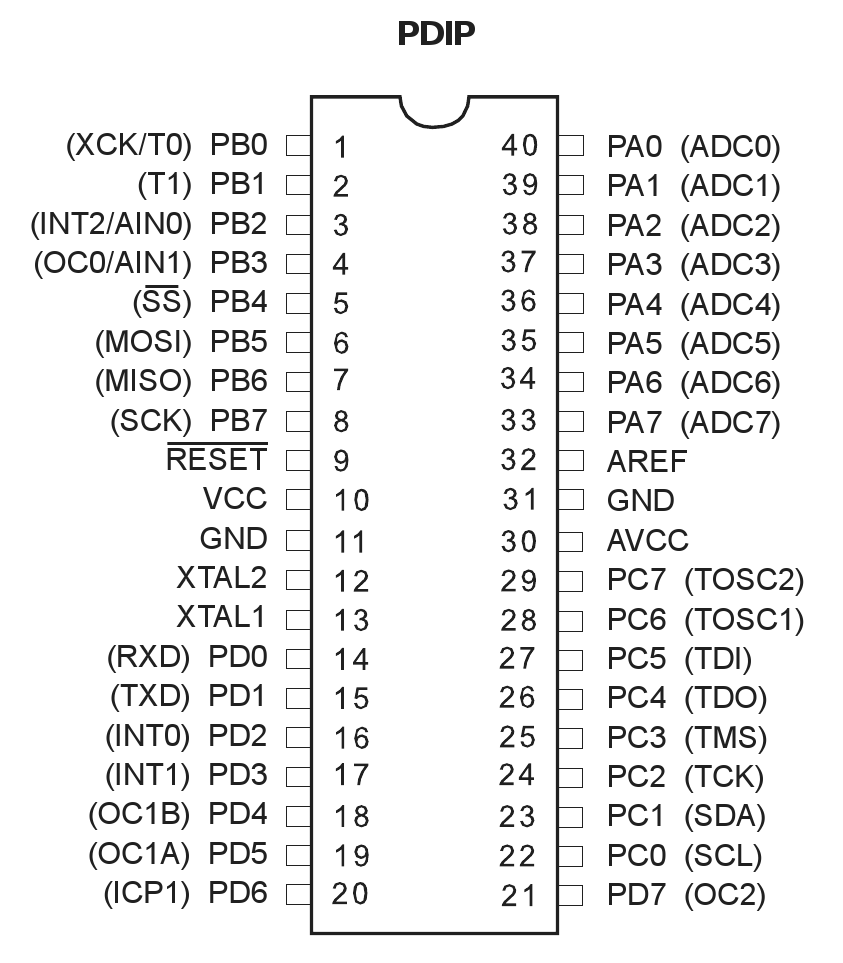 PDIP
(XCK/T0) PB0 1 40 PA0 (ADC0)
(T1) PB1 2 39 PA1 (ADC1)
(INT2/AIN0) PB2 3 38 PA2 (ADC2)
(OC0/AIN1) PB3 4 37 PA3 (ADC3)
(SS) PB4 5 36 PA4 (ADC4)
(MOSI) PB5 6 35 PA5 (ADC5)
(MISO) PB6 7 34 PA6 (ADC6)
(SCK) PB7 8 33 PA7 (ADC7)
RESET 9 32 AREF
VCC 10 31 GND
GND 11 30 AVCC
XTAL2 12 29 PC7 (TOSC2)
XTAL1 13 28 PC6 (TOSC1)
(RXD) PD0 14 27 PC5 (TDI)
(TXD) PD1 15 26 PC4 (TDO)
(INT0) PD2 16 25 PC3 (TMS)
(INT1) PD3 17 24 PC2 (TCK)
(OC1B) PD4 18 23 PC1 (SDA)
(OC1A) PD5 19 22 PC0 (SCL)
(ICP1) PD6 20 21 PD7 (OC2)